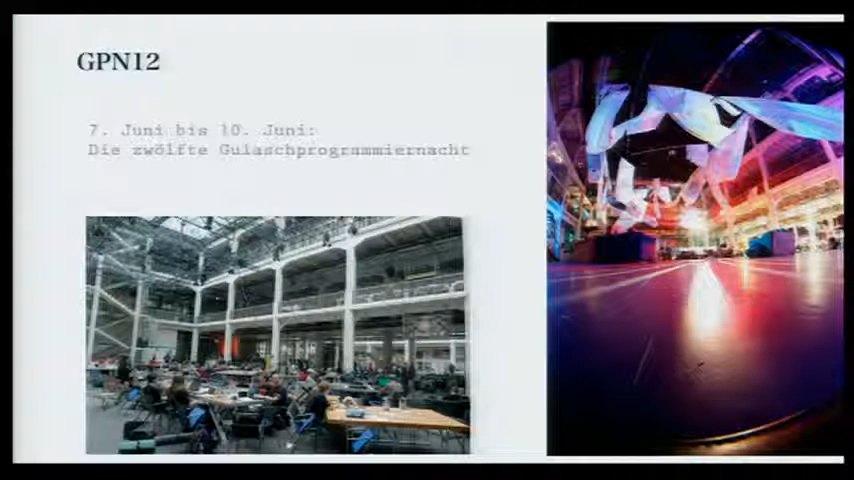 GPN12
7. Juni bis 10. Juni:
Die zwölfte Gulaschprogrammiernacht